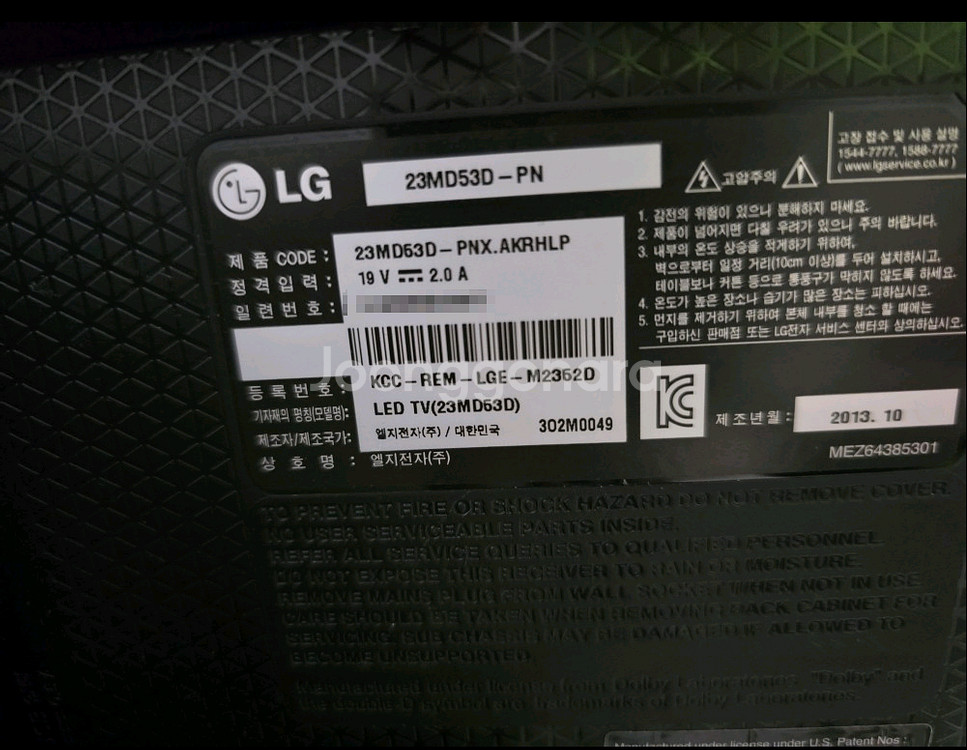 LG
23MD53D-PN
고압주의
고장 접수 및 사용 설명
1544-7777, 1588-7777
( www.lgservice.co.kr )
제 품 CODE :
23MD53D-PNX.AKRHLP
정 격 입 력 :
19 V 2.0 A
일 련 번 호 :
1. 감전의 위험이 있으니 분해하지 마세요.
2. 제품이 넘어지면 다칠 우려가 있으니 주의 바랍니다.
3. 내부의 온도 상승을 적게하기 위하여,
벽으로부터 일정 거리(10cm 이상)를 두어 설치하시고,
테이블보나 커튼 등으로 통풍구가 막히지 않도록 하세요.
4. 온도가 높은 장소나 습기가 많은 장소는 피하십시오.
5. 먼지를 제거하기 위하여 본체 내부를 청소 할 때에는
구입하신 판매점 또는 LG전자 서비스 센터와 상의하십시오.
Joonggonara
등 록 번 호 :
KCC-REM-LGE-M2352D
기자재의 명칭(모델명):
LED TV(23MD53D)
제조자/제조국가:
엘지전자(주) / 대한민국
302M0049
상 호 명 :
엘지전자(주)
제 조 년 월 :
2013. 10
MEZ64385301
TO PREVENT FIRE OR SHOCK HAZARD DO NOT REMOVE COVER.
NO USER SERVICEABLE PARTS INSIDE.
REFER ALL SERVICE QUERIES TO QUALIFIED PERSONNEL.
DO NOT EXPOSE THIS RECEIVER TO RAIN OR MOISTURE.
REMOVE MAINS PLUG FROM WALL SOCKET WHEN NOT IN USE
CARE SHOULD BE TAKEN WHEN REMOVING BACK CABINET FOR
SERVICING, SUB CHASSIS MAY BE DAMAGED IF ALLOWED TO
BECOME UNSUPPORTED.
Manufactured under license from Dolby Laboratories. "Dolby" and
the double-D symbol are trademarks of Dolby Laboratories.
Manufactured under license under U.S. Patent Nos :